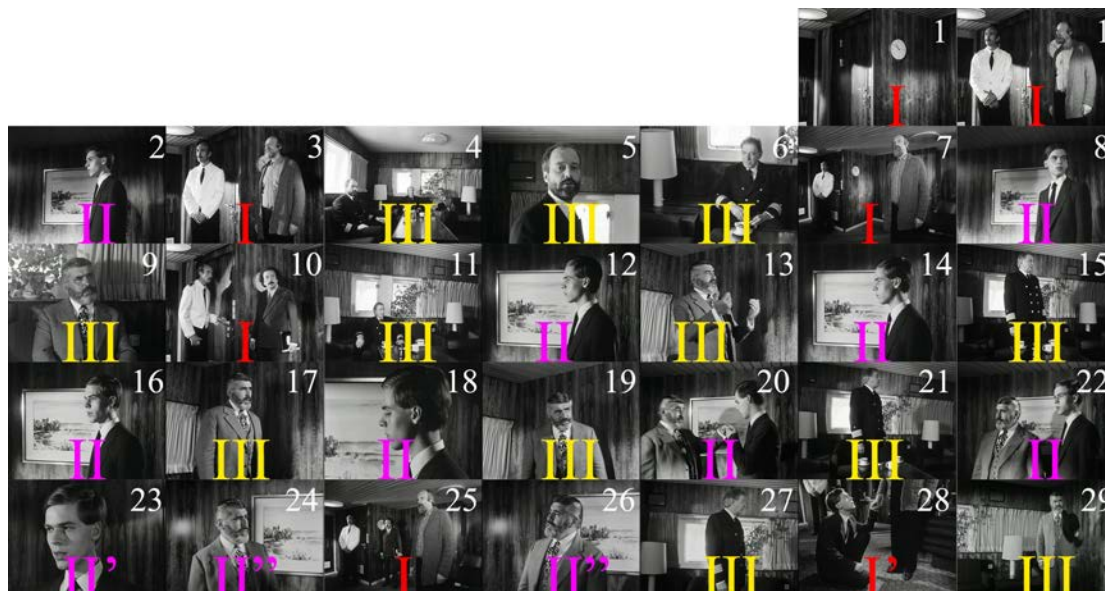 1 1
I I
2 3 4 5 6 7 8
II I III III III I II
9 10 11 12 13 14 15
III I III II III II III
16 17 18 19 20 21 22
II III II III II III II
23 24 25 26 27 28 29
II' II" I II" III I' III